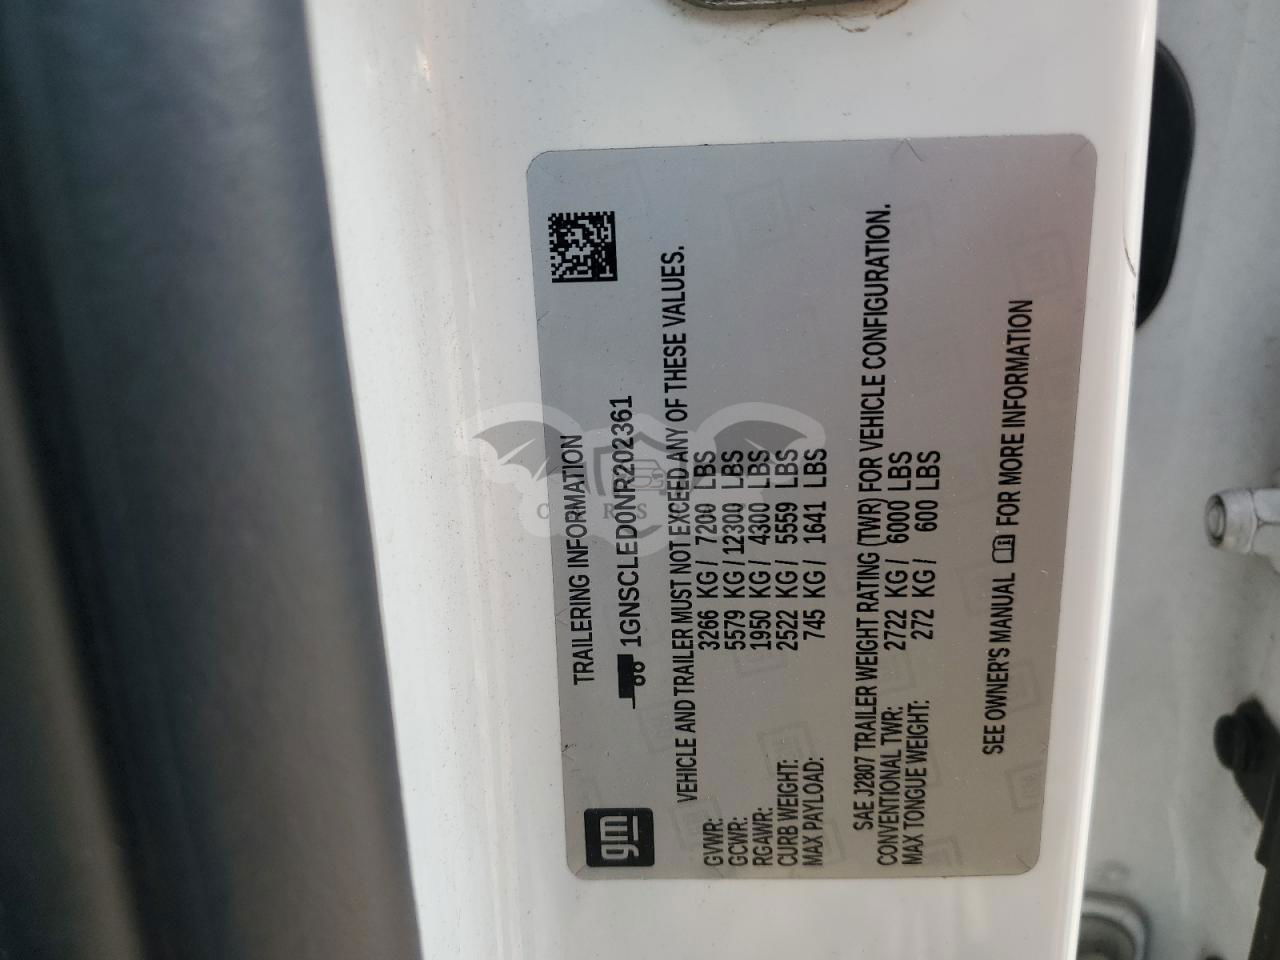 gm
TRAILERING INFORMATION
1GNSCLED0NR202361
VEHICLE AND TRAILER MUST NOT EXCEED ANY OF THESE VALUES.
GVWR: 3266 KG / 7200 LBS
GCWR: 5579 KG / 12300 LBS
RGAWR: 1950 KG / 4300 LBS
CURB WEIGHT: 2522 KG / 5559 LBS
MAX PAYLOAD: 745 KG / 1641 LBS
SAE J2807 TRAILER WEIGHT RATING (TWR) FOR VEHICLE CONFIGURATION.
CONVENTIONAL TWR: 2722 KG / 6000 LBS
MAX TONGUE WEIGHT: 272 KG / 600 LBS
SEE OWNER'S MANUAL FOR MORE INFORMATION